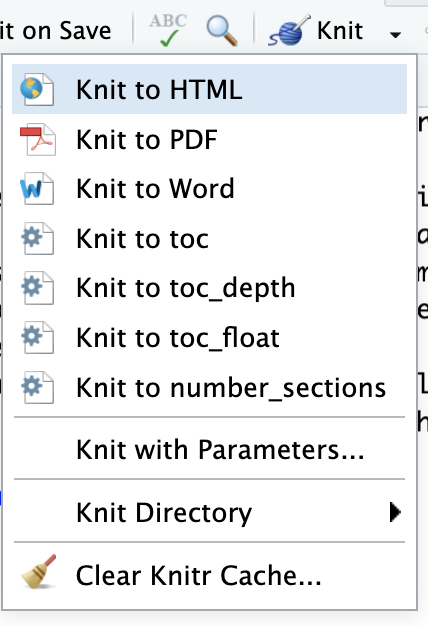 it on Save ABC Knit
Knit to HTML
Knit to PDF
Knit to Word
Knit to toc
Knit to toc_depth
Knit to toc_float
Knit to number_sections
Knit with Parameters...
Knit Directory
Clear Knitr Cache...